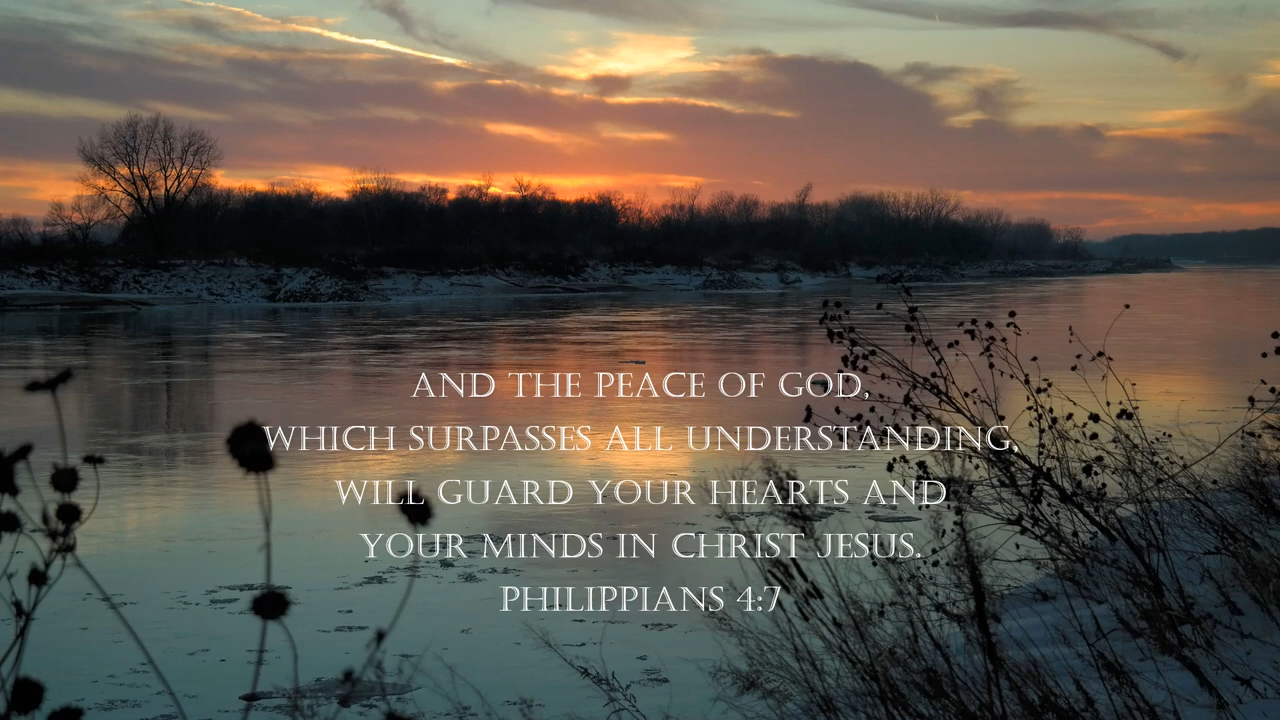 AND THE PEACE OF GOD,
WHICH SURPASSES ALL UNDERSTANDING,
WILL GUARD YOUR HEARTS AND
YOUR MINDS IN CHRIST JESUS.
PHILIPPIANS 4:7